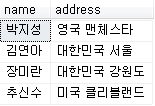 name address
박지성 영국 맨체스타
김연아 대한민국 서울
장미란 대한민국 강원도
추신수 미국 클리블랜드